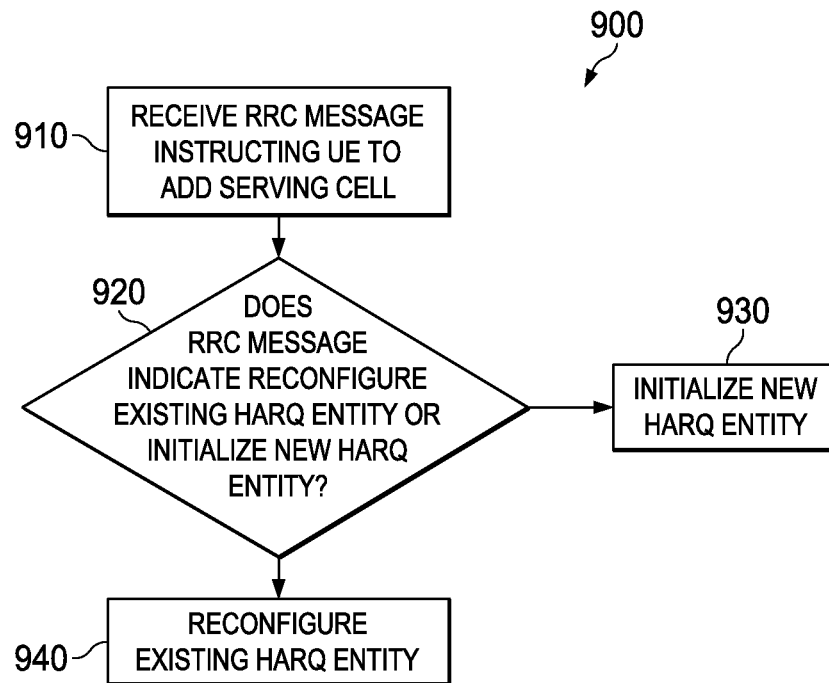 900
910
RECEIVE RRC MESSAGE
INSTRUCTING UE TO
ADD SERVING CELL
920
DOES
RRC MESSAGE
INDICATE RECONFIGURE
EXISTING HARQ ENTITY OR
INITIALIZE NEW HARQ
ENTITY?
930
INITIALIZE NEW
HARQ ENTITY
940
RECONFIGURE
EXISTING HARQ ENTITY